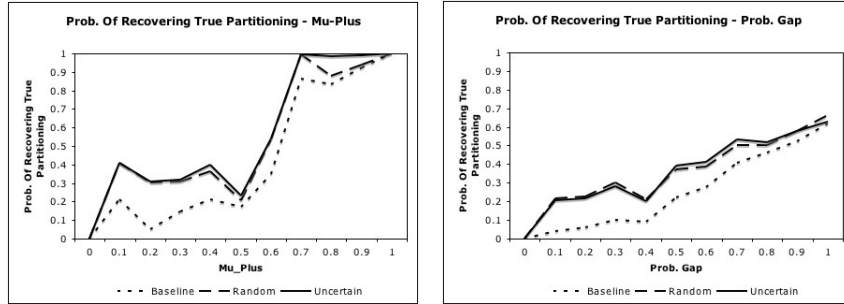 Prob. Of Recovering True Partitioning - Mu-Plus
Prob. Of Recovering True
Partitioning
1
0.9
0.8
0.7
0.6
0.5
0.4
0.3
0.2
0.1
0
0 0.1 0.2 0.3 0.4 0.5 0.6 0.7 0.8 0.9 1
Mu_Plus
Baseline Random Uncertain
Prob. Of Recovering True Partitioning - Prob. Gap
Prob. Of Recovering True
Partitioning
1
0.9
0.8
0.7
0.6
0.5
0.4
0.3
0.2
0.1
0
0 0.1 0.2 0.3 0.4 0.5 0.6 0.7 0.8 0.9 1
Prob. Gap
Baseline Random Uncertain